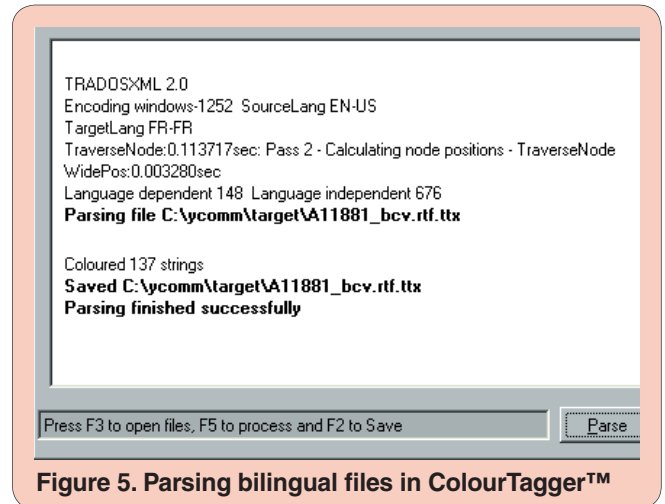 TRADOSXML 2.0
Encoding windows-1252 SourceLang EN-US
TargetLang FR-FR
TraverseNode:0.113717sec: Pass 2 - Calculating node positions - TraverseNode
WidePos:0.003280sec
Language dependent 148 Language independent 676
Parsing file C:\ycomm\target\A11881_bcv.rtf.ttx
Coloured 137 strings
Saved C:\ycomm\target\A11881_bcv.rtf.ttx
Parsing finished successfully
Press F3 to open files, F5 to process and F2 to Save
Parse
Figure 5. Parsing bilingual files in ColourTagger™